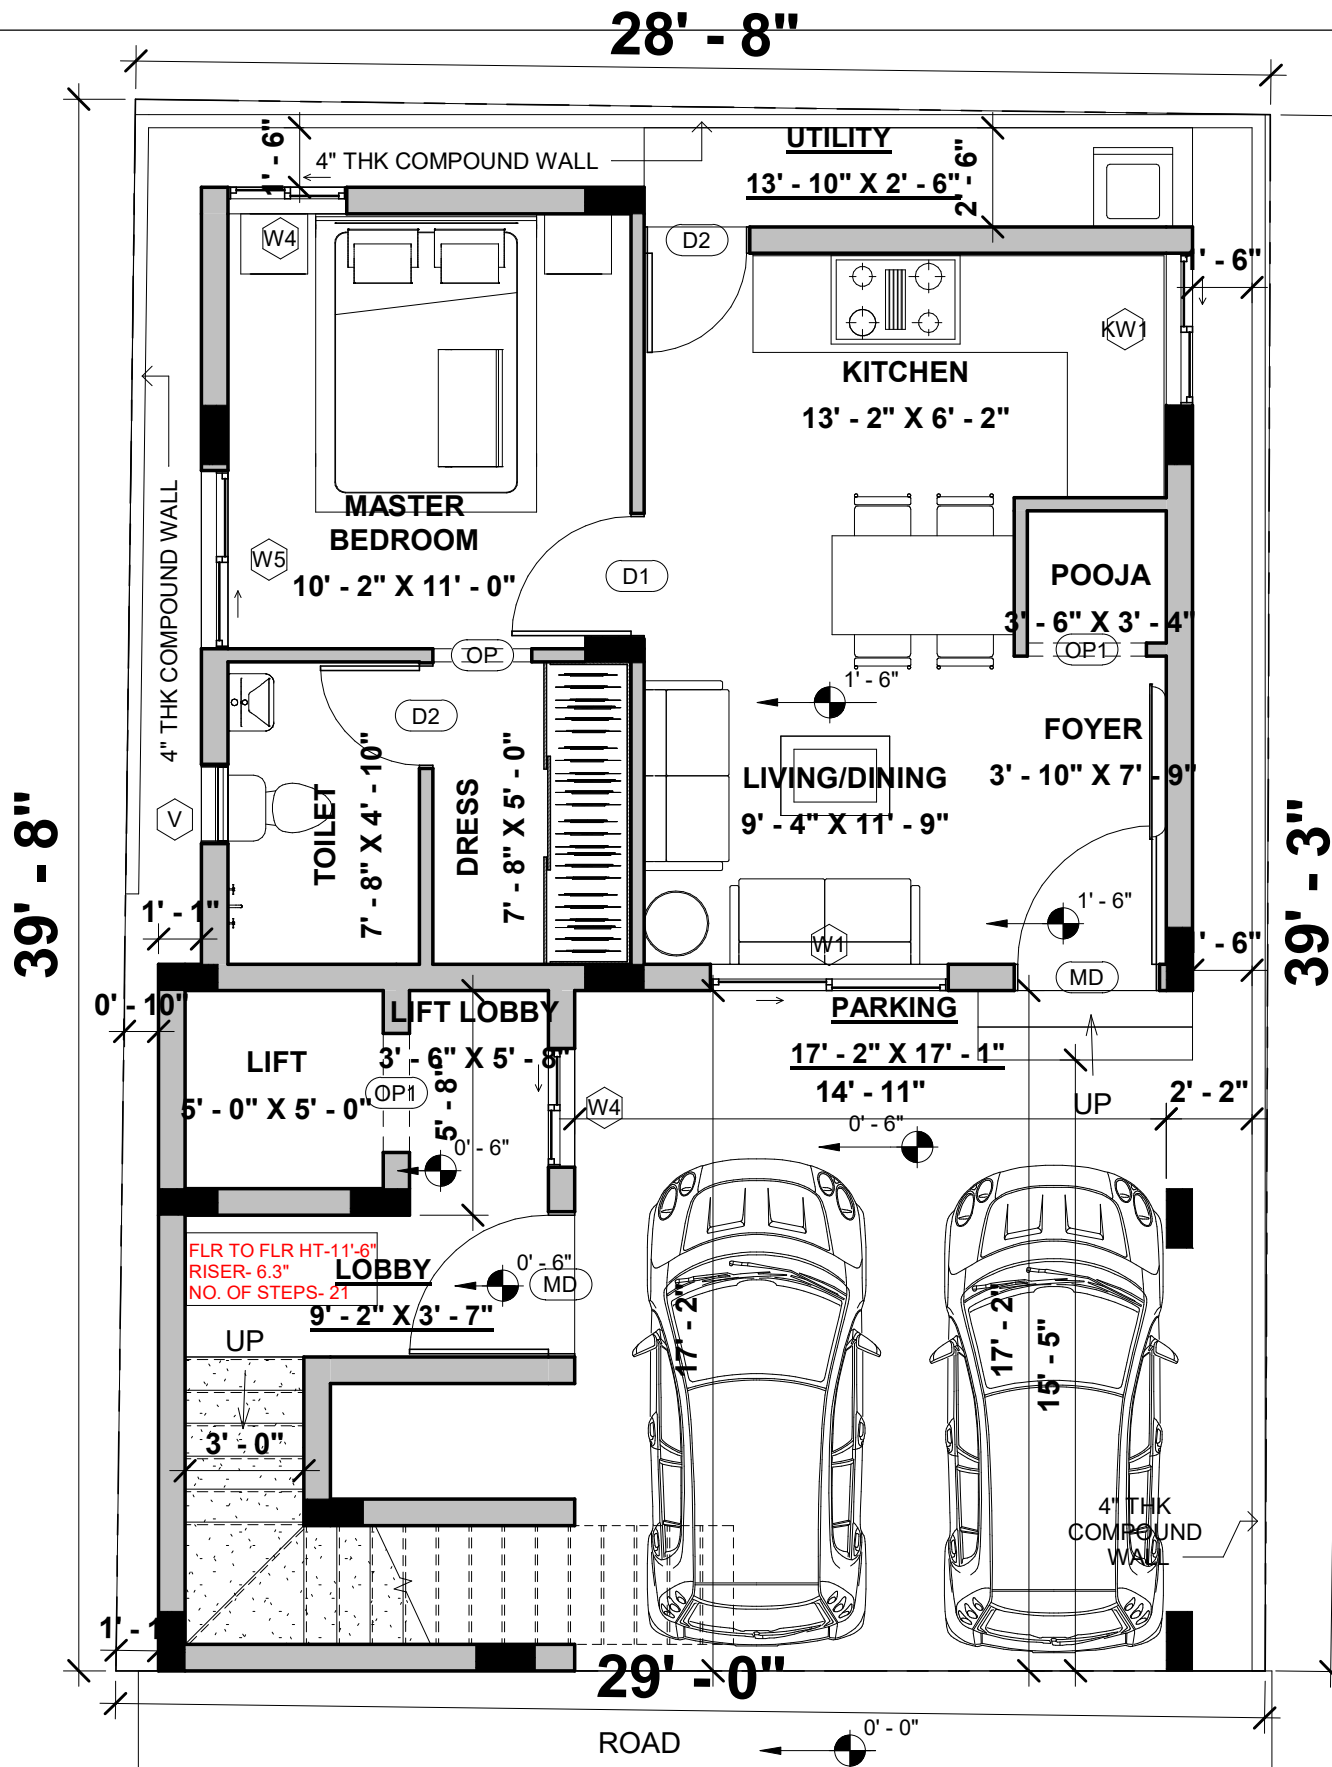 28' - 8"
UTILITY
13' - 10" X 2' - 6"
2' - 6"
1' - 6"
4" THK COMPOUND WALL
W4
D2
' - 6"
KW1
KITCHEN
13' - 2" X 6' - 2"
4" THK COMPOUND WALL
MASTER
BEDROOM
10' - 2" X 11' - 0"
W5
D1
POOJA
3' - 6" X 3' - 4"
OP1
OP
1' - 6"
D2
FOYER
3' - 10" X 7' - 9"
LIVING/DINING
9' - 4" X 11' - 9"
V
TOILET
7' - 8" X 4' - 10"
DRESS
7' - 8" X 5' - 0"
39' - 8"
39' - 3"
1' - 1"
1' - 6"
W1
' - 6"
MD
0' - 10"
LIFT LOBBY
3' - 6" X 5' - 8"
5' - 8"
LIFT
5' - 0" X 5' - 0"
OP1
W4
PARKING
17' - 2" X 17' - 1"
14' - 11"
UP
2' - 2"
0' - 6"
0' - 6"
FLR TO FLR HT-11'-6"
RISER- 6.3"
NO. OF STEPS- 21
LOBBY
9' - 2" X 3' - 7"
0' - 6"
MD
UP
3' - 0"
17' - 2"
17' - 2"
15' - 5"
4" THK
COMPOUND
WALL
1' - 1
29' - 0"
ROAD
0' - 0"